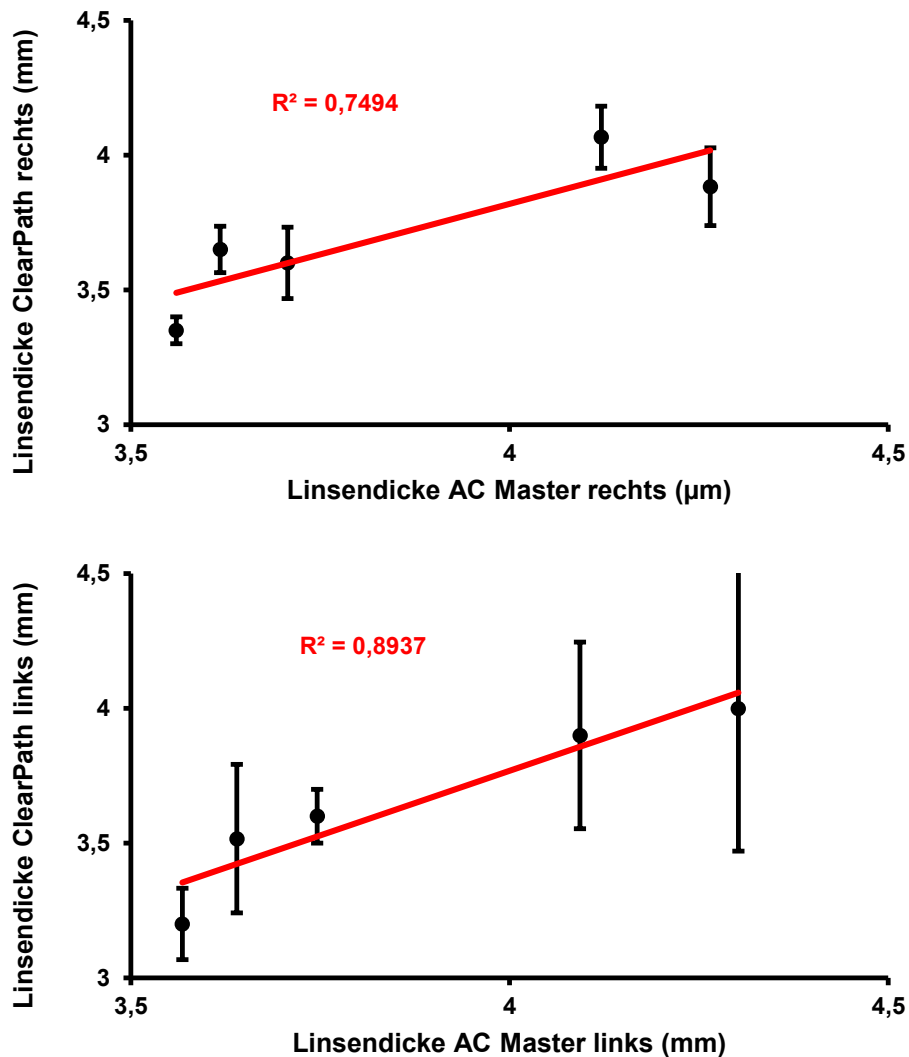 Linsendicke ClearPath rechts (mm)
4,5
4
3,5
3
R² = 0,7494
3,5
4
4,5
Linsendicke AC Master rechts (µm)
Linsendicke ClearPath links (mm)
4,5
4
3,5
3
R² = 0,8937
3,5
4
4,5
Linsendicke AC Master links (mm)